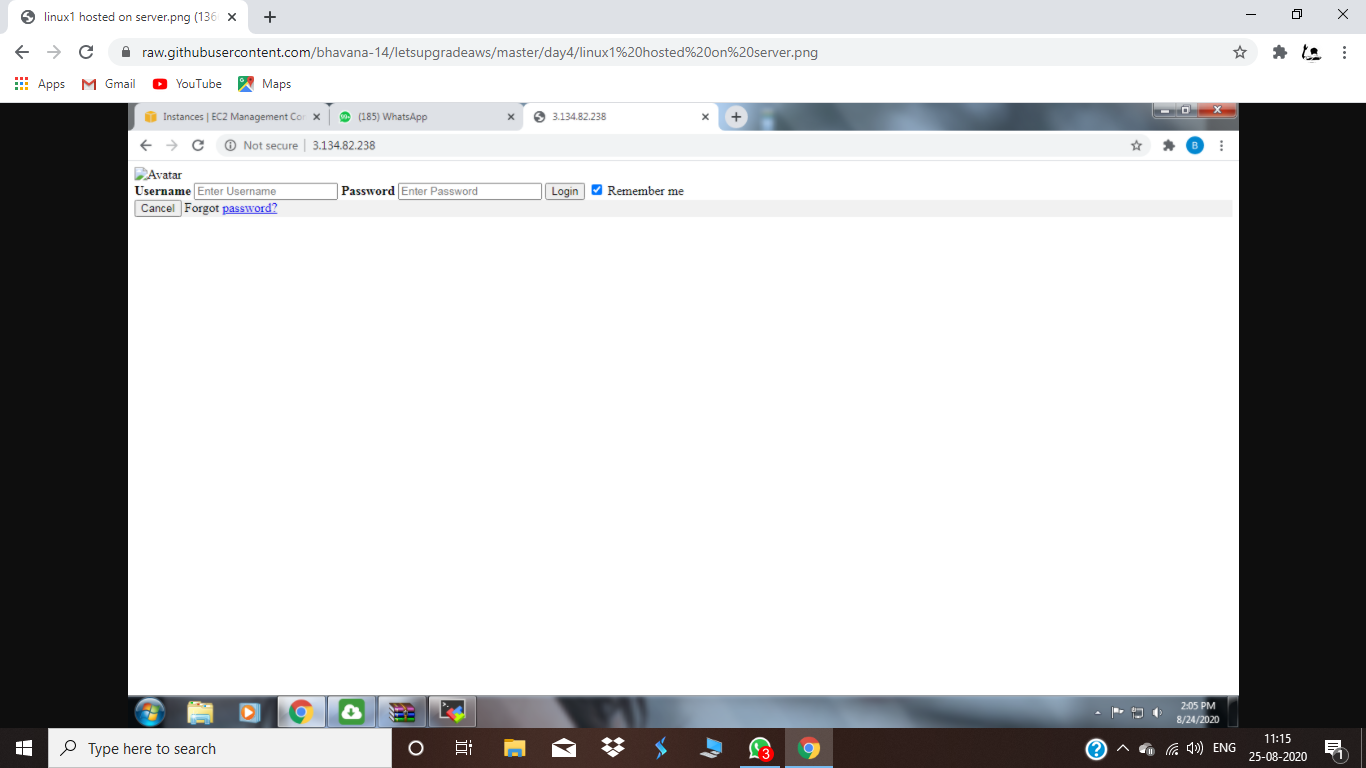 linux1 hosted on server.png (136
raw.githubusercontent.com/bhavana-14/letsupgradeaws/master/day4/linux1%20hosted%20on%20server.png
Apps Gmail YouTube Maps
Instances | EC2 Management Con (185) WhatsApp 3.134.82.238
Not secure | 3.134.82.238 B
Avatar
Username Enter Username Password Enter Password Login Remember me
Cancel Forgot password?
2:05 PM
8/24/2020
Type here to search 3 ENG 11:15 1
25-08-2020